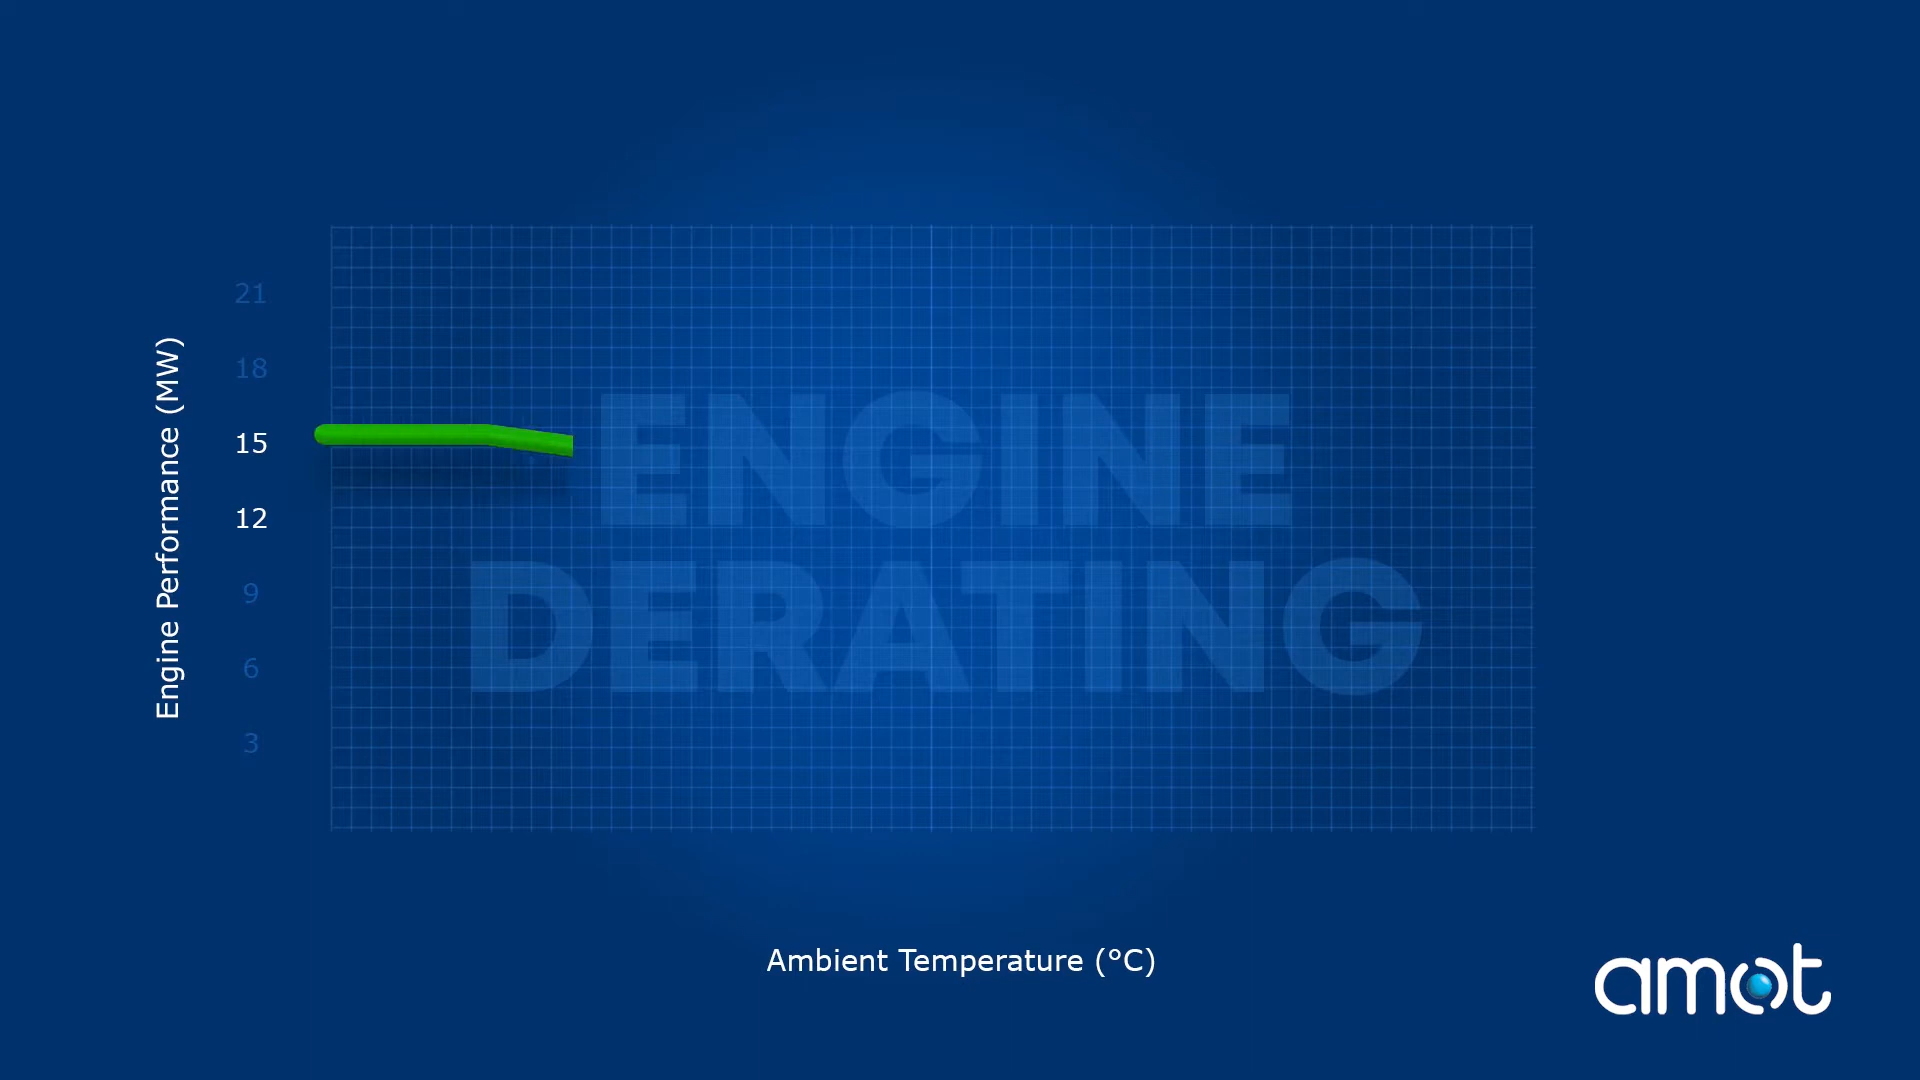 21
18
15
12
9
6
3
Engine Performance (MW)
ENGINE
DERATING
Ambient Temperature (°C)
amot